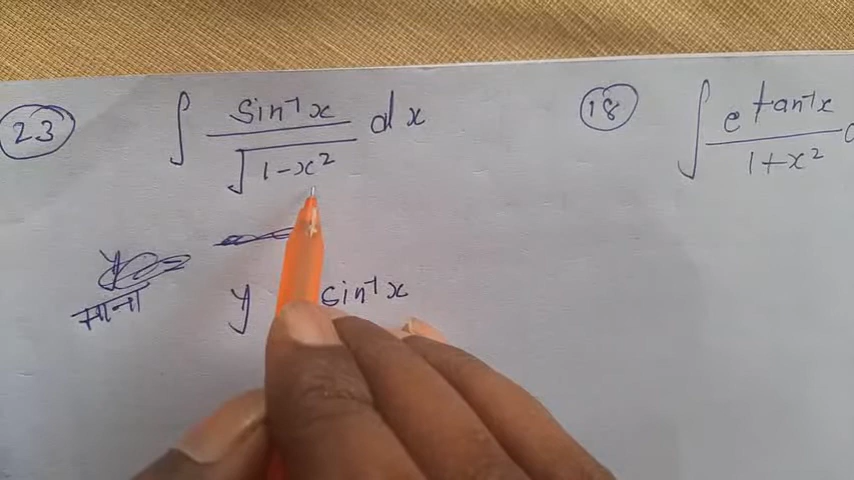 23 ∫ sin⁻¹x / √1-x² dx
18 ∫ e tan⁻¹x / 1+x² d
माना y sin⁻¹x